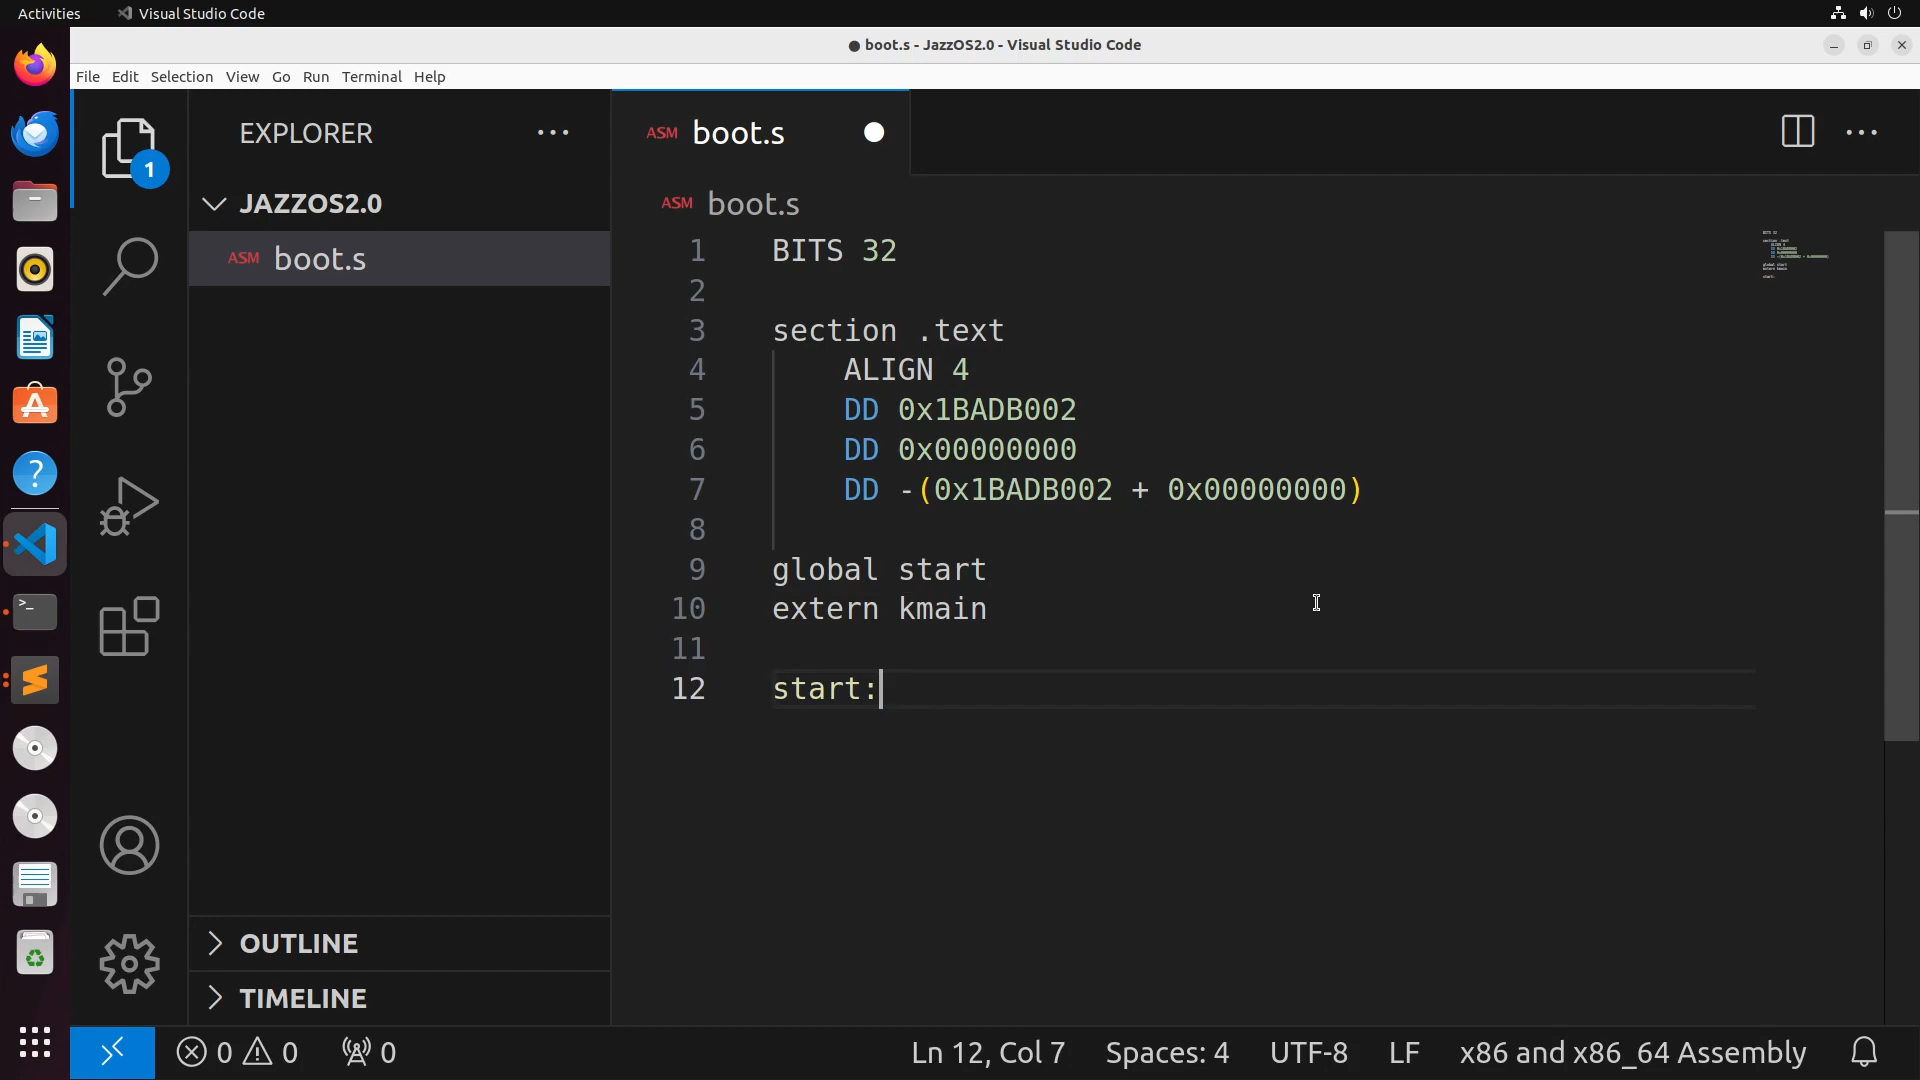 Activities Visual Studio Code
● boot.s - JazzOS2.0 - Visual Studio Code
File Edit Selection View Go Run Terminal Help
EXPLORER
1
JAZZOS2.0
ASM boot.s
OUTLINE
TIMELINE
ASM boot.s
ASM boot.s
1 BITS 32
2
3 section .text
4 ALIGN 4
5 DD 0x1BADB002
6 DD 0x00000000
7 DD -(0x1BADB002 + 0x00000000)
8
9 global start
10 extern kmain
11
12 start:
0 0 0 Ln 12, Col 7 Spaces: 4 UTF-8 LF x86 and x86_64 Assembly